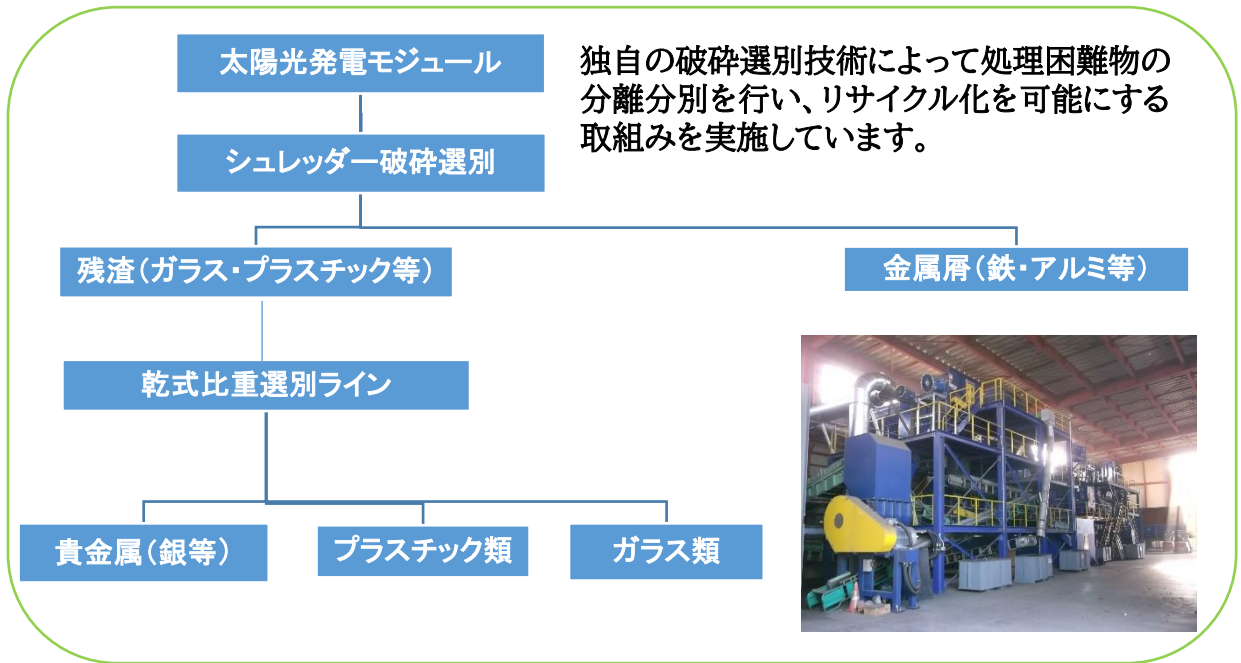 太陽光発電モジュール
独自の破砕選別技術によって処理困難物の
分離分別を行い、リサイクル化を可能にする
取組みを実施しています。
シュレッダー破砕選別
残渣（ガラス・プラスチック等）
金属屑（鉄・アルミ等）
乾式比重選別ライン
貴金属（銀等）
プラスチック類
ガラス類